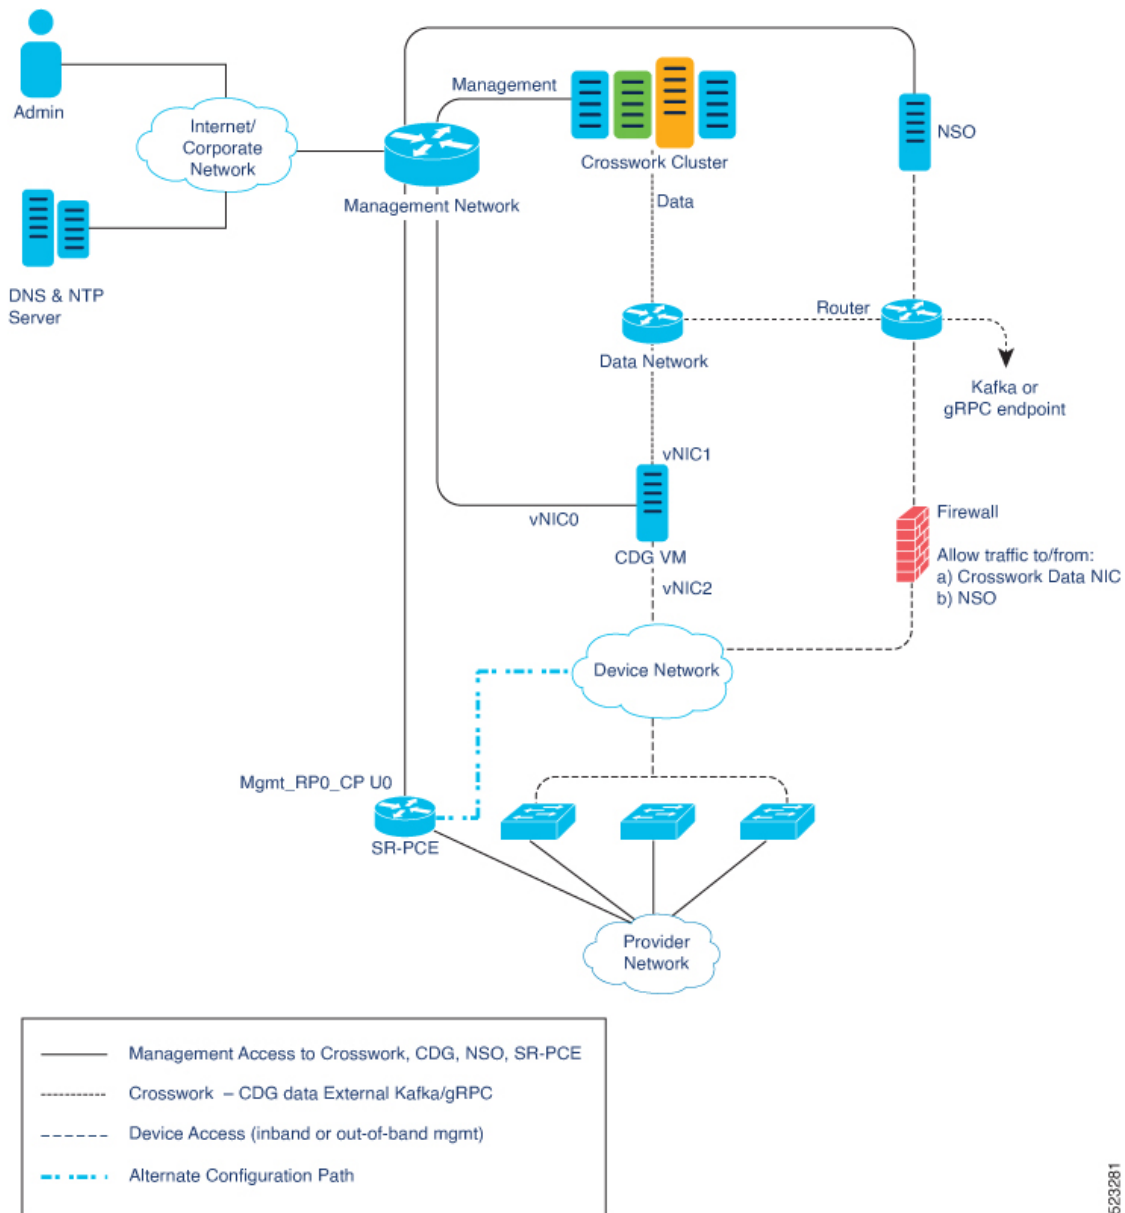 Admin
Internet/
Corporate
Network
Management
Crosswork Cluster
NSO
Management Network
Data
DNS & NTP
Server
Router
Data Network
Kafka or
gRPC endpoint
vNIC1
vNIC0
CDG VM
Firewall
Allow traffic to/from:
a) Crosswork Data NIC
b) NSO
vNIC2
Device Network
Mgmt_RP0_CP U0
SR-PCE
Provider
Network
Management Access to Crosswork, CDG, NSO, SR-PCE
Crosswork – CDG data External Kafka/gRPC
Device Access (inband or out-of-band mgmt)
Alternate Configuration Path
523281